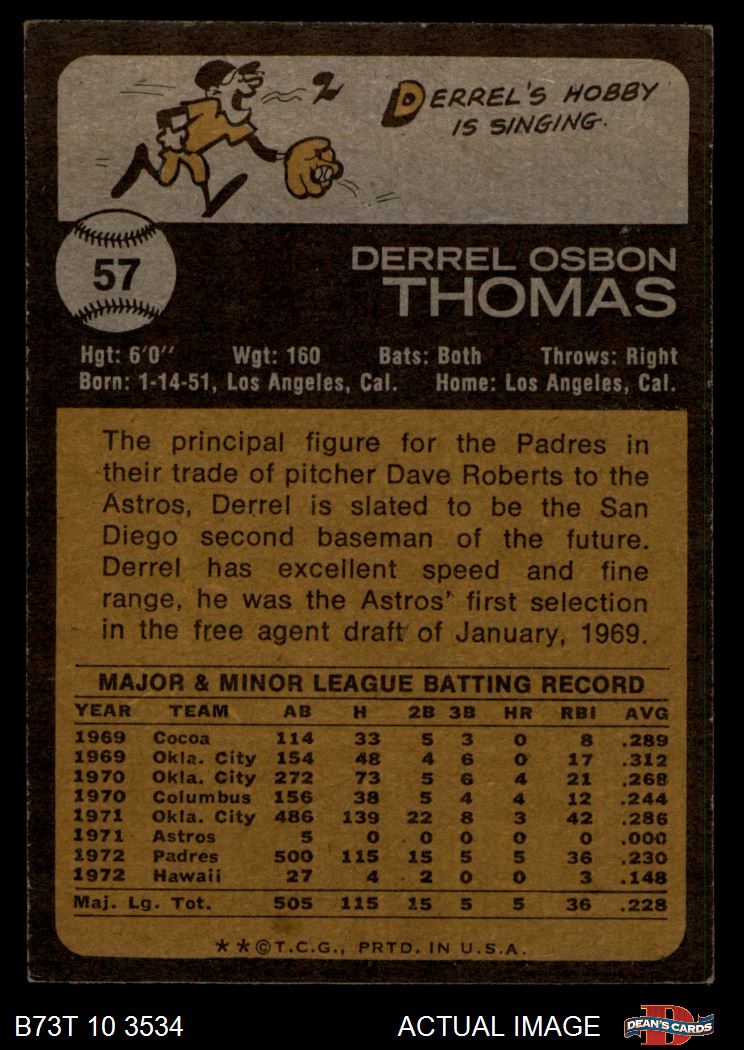 DERREL'S HOBBY
IS SINGING.
57
DERREL OSBON
THOMAS
Hgt: 6'0" Wgt: 160 Bats: Both Throws: Right
Born: 1-14-51, Los Angeles, Cal. Home: Los Angeles, Cal.
The principal figure for the Padres in
their trade of pitcher Dave Roberts to the
Astros, Derrel is slated to be the San
Diego second baseman of the future.
Derrel has excellent speed and fine
range, he was the Astros' first selection
in the free agent draft of January, 1969.
MAJOR & MINOR LEAGUE BATTING RECORD
YEAR TEAM AB H 2B 3B HR RBI AVG
1969 Cocoa 114 33 5 3 0 8 .289
1969 Okla. City 154 48 4 6 0 17 .312
1970 Okla. City 272 73 5 6 4 21 .268
1970 Columbus 156 38 5 4 4 12 .244
1971 Okla. City 486 139 22 8 3 42 .286
1971 Astros 5 0 0 0 0 0 .000
1972 Padres 500 115 15 5 5 36 .230
1972 Hawaii 27 4 2 0 0 3 .148
Maj. Lg. Tot. 505 115 15 5 5 36 .228
**©T.C.G., PRTD. IN U.S.A.
B73T 10 3534 ACTUAL IMAGE DEAN'S CARDS